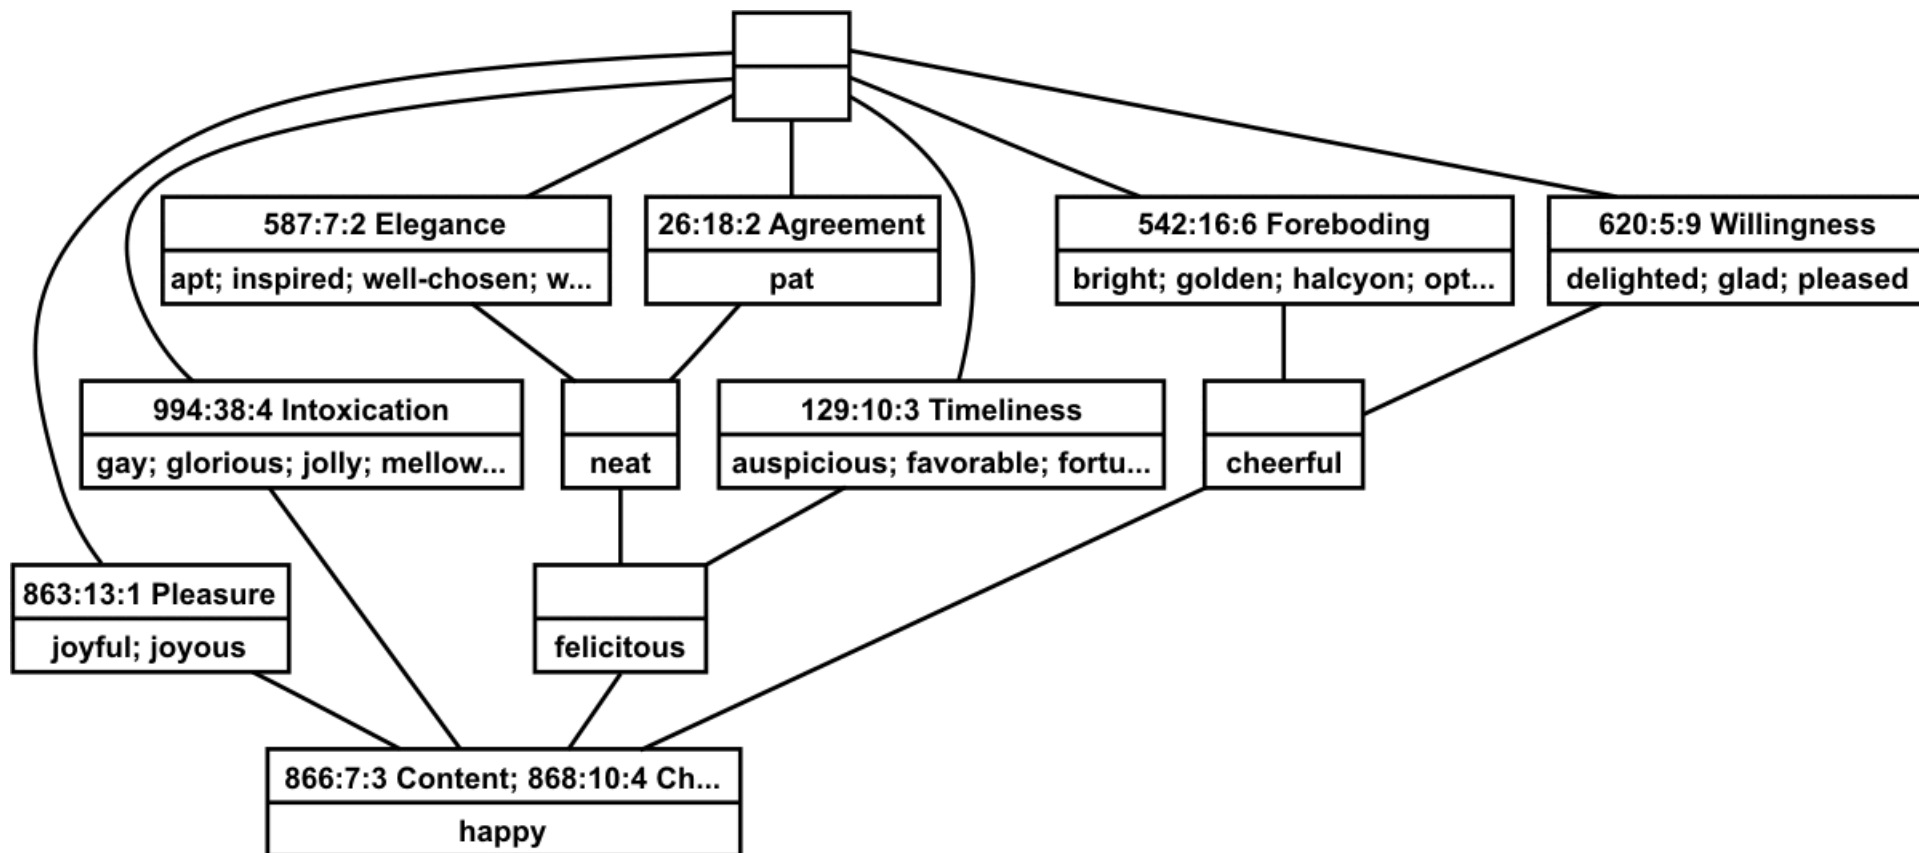 587:7:2 Elegance
apt; inspired; well-chosen; w...
26:18:2 Agreement
pat
542:16:6 Foreboding
bright; golden; halcyon; opt...
620:5:9 Willingness
delighted; glad; pleased
994:38:4 Intoxication
gay; glorious; jolly; mellow...
neat
129:10:3 Timeliness
auspicious; favorable; fortu...
cheerful
863:13:1 Pleasure
joyful; joyous
felicitous
866:7:3 Content; 868:10:4 Ch...
happy